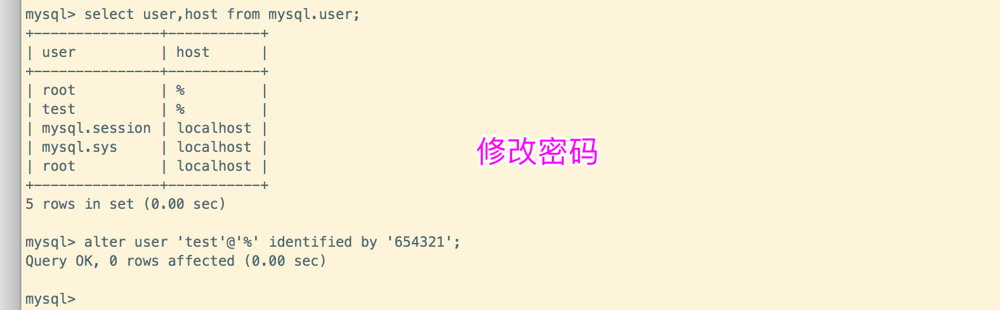 mysql> select user,host from mysql.user;
+---------------+-----------+
| user          | host      |
+---------------+-----------+
| root          | %         |
| test          | %         |
| mysql.session | localhost |
| mysql.sys     | localhost |
| root          | localhost |
+---------------+-----------+
5 rows in set (0.00 sec)
mysql> alter user 'test'@'%' identified by '654321';
Query OK, 0 rows affected (0.00 sec)
mysql>
修改密码